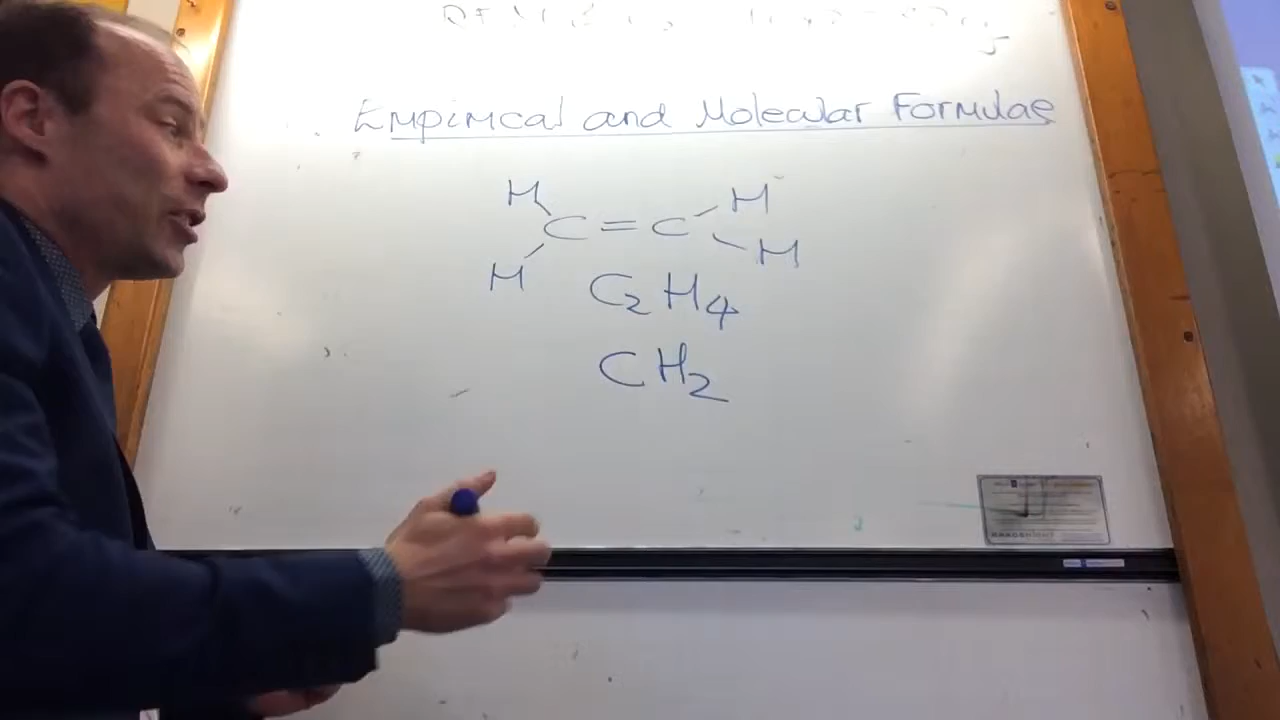 Empirical and Molecular Formulae
H H
C = C
H H
C2H4
CH2